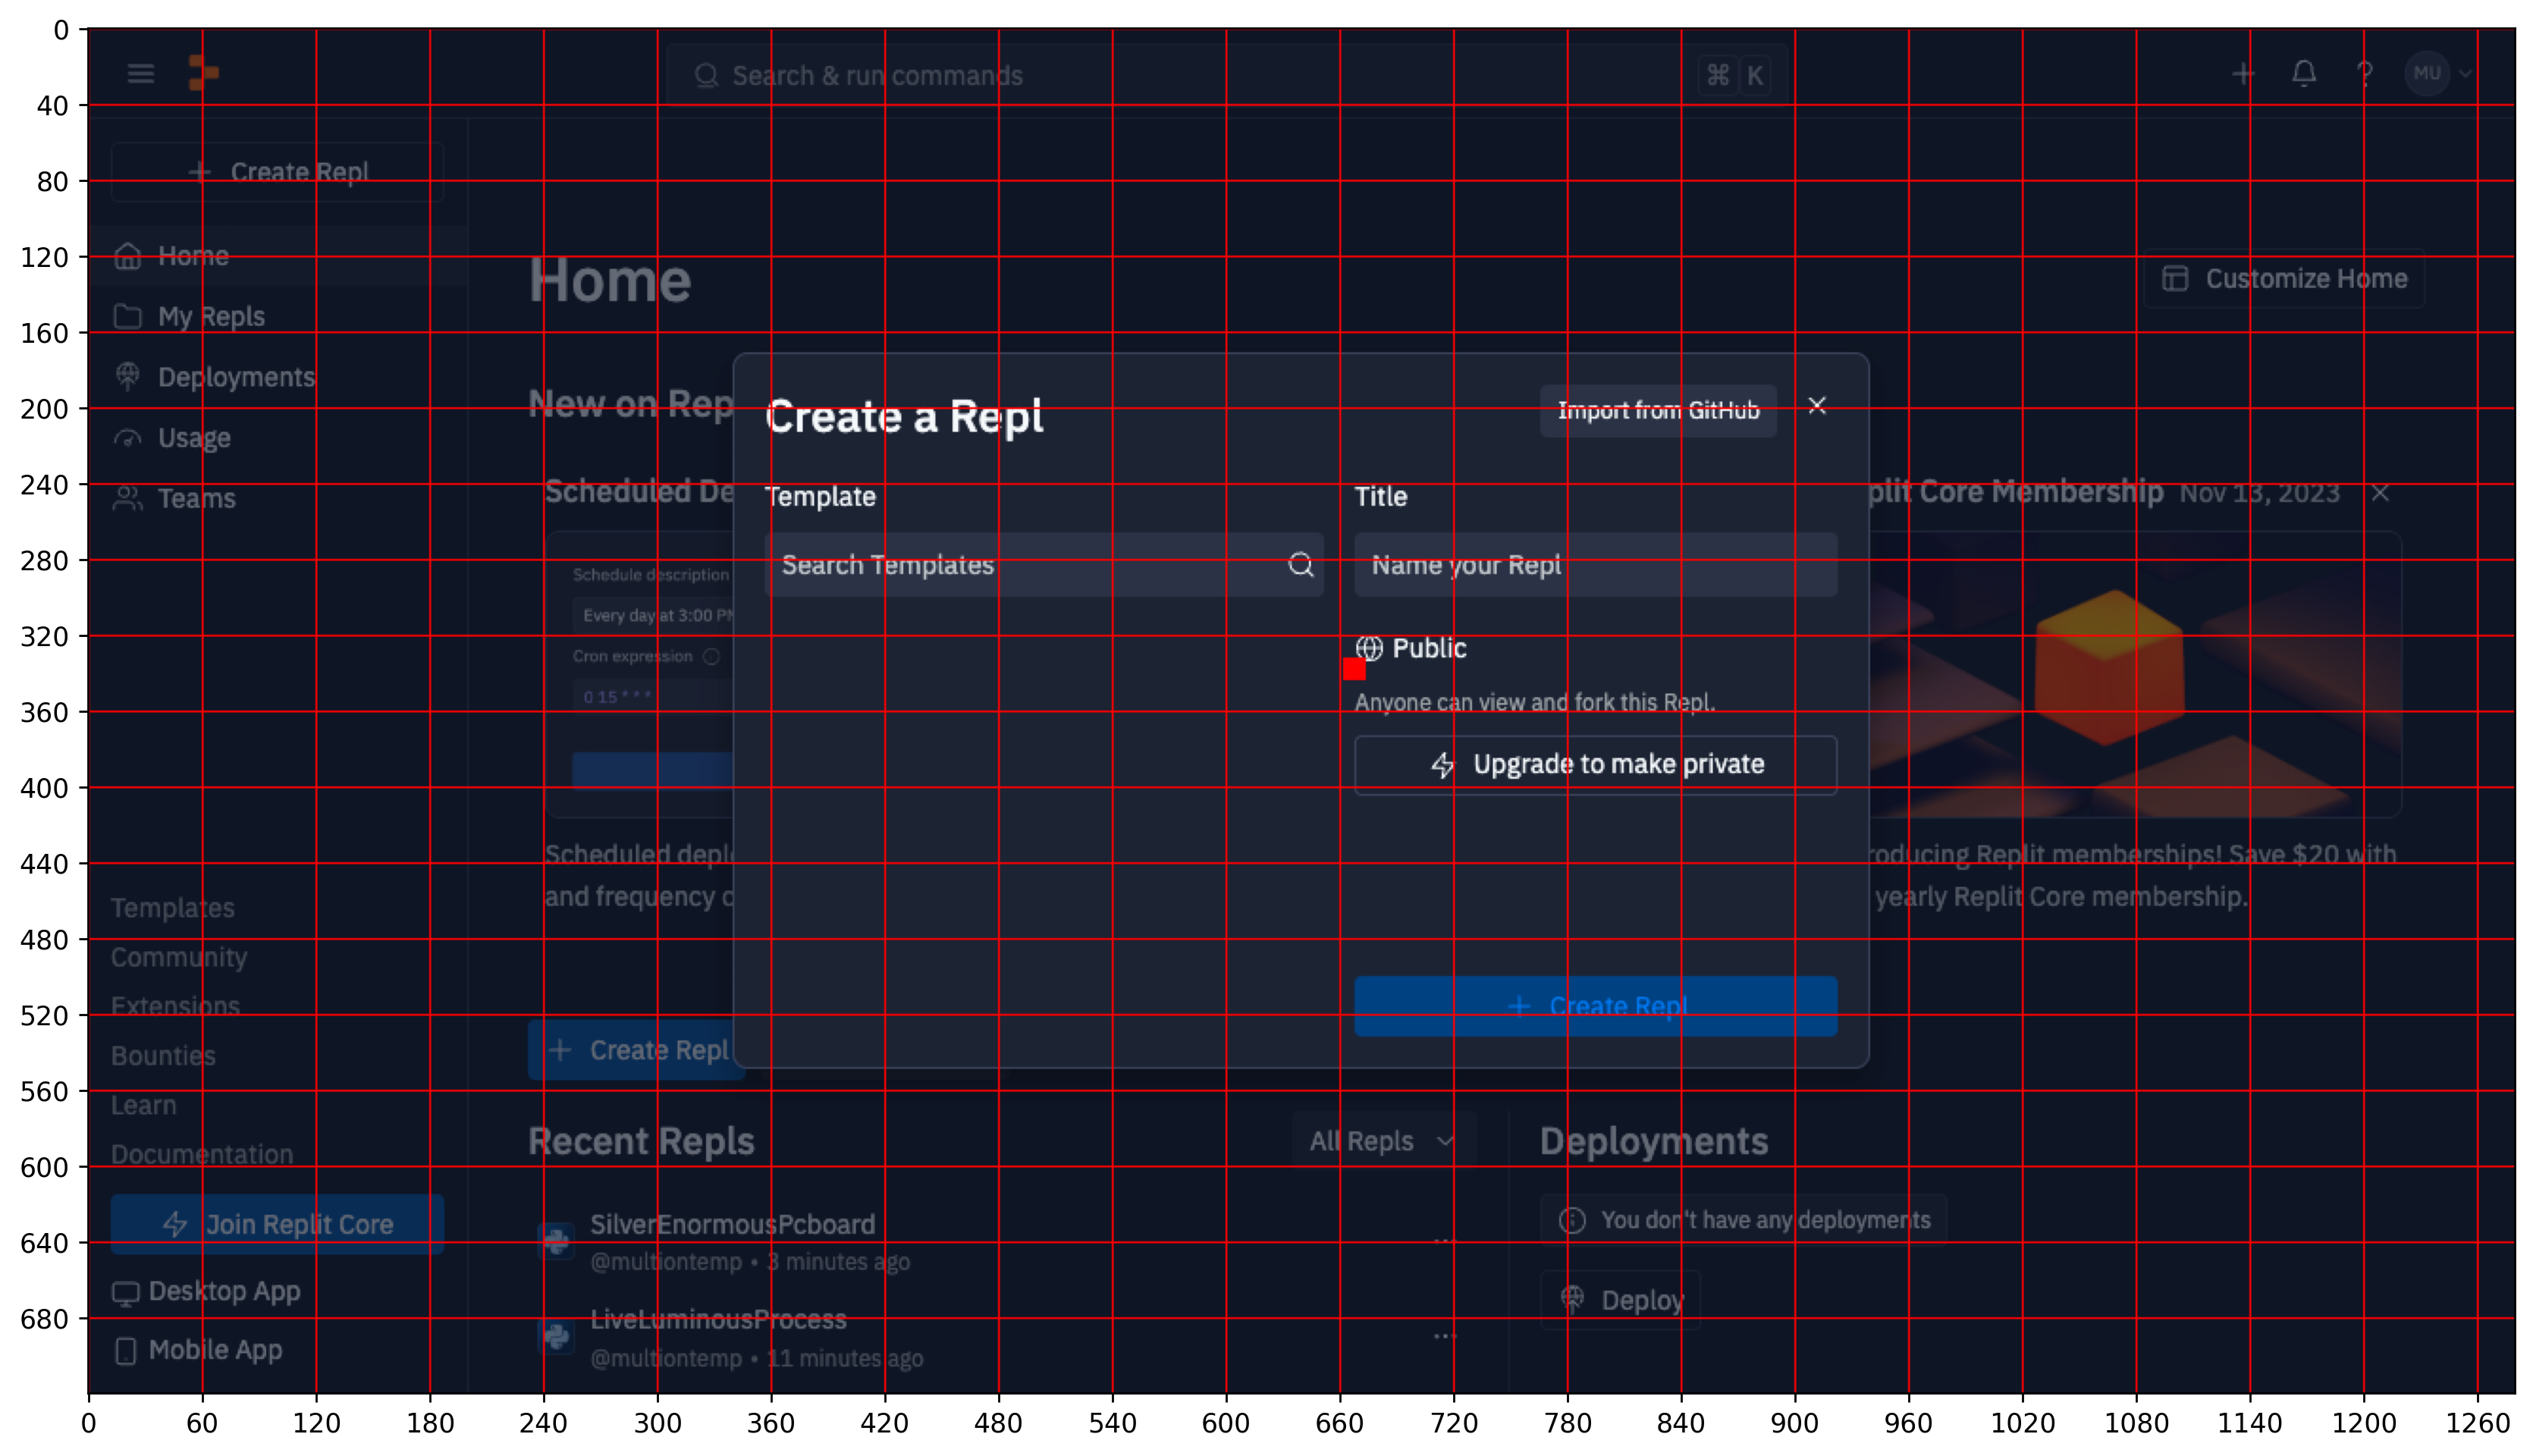 0
40
80
120
160
200
240
280
320
360
400
440
480
520
560
600
640
680
Search & run commands
⌘ K
MU
Create Repl
Home
My Repls
Deployments
Usage
Teams
Templates
Community
Extensions
Bounties
Learn
Documentation
Join Replit Core
Desktop App
Mobile App
Home
Customize Home
New on Rep
Scheduled De
Schedule description
Every day at 3:00 PM
Cron expression
0 15 * * *
Scheduled depl
and frequency o
Create Repl
Create a Repl
Import from GitHub
Template
Search Templates
Title
Name your Repl
Public
Anyone can view and fork this Repl.
Upgrade to make private
Create Repl
plit Core Membership Nov 13, 2023
roducing Replit memberships! Save $20 with
yearly Replit Core membership.
Recent Repls
All Repls
SilverEnormousPcboard
@multiontemp • 3 minutes ago
...
LiveLuminousProcess
@multiontemp • 11 minutes ago
...
Deployments
You don't have any deployments
Deploy
0 60 120 180 240 300 360 420 480 540 600 660 720 780 840 900 960 1020 1080 1140 1200 1260